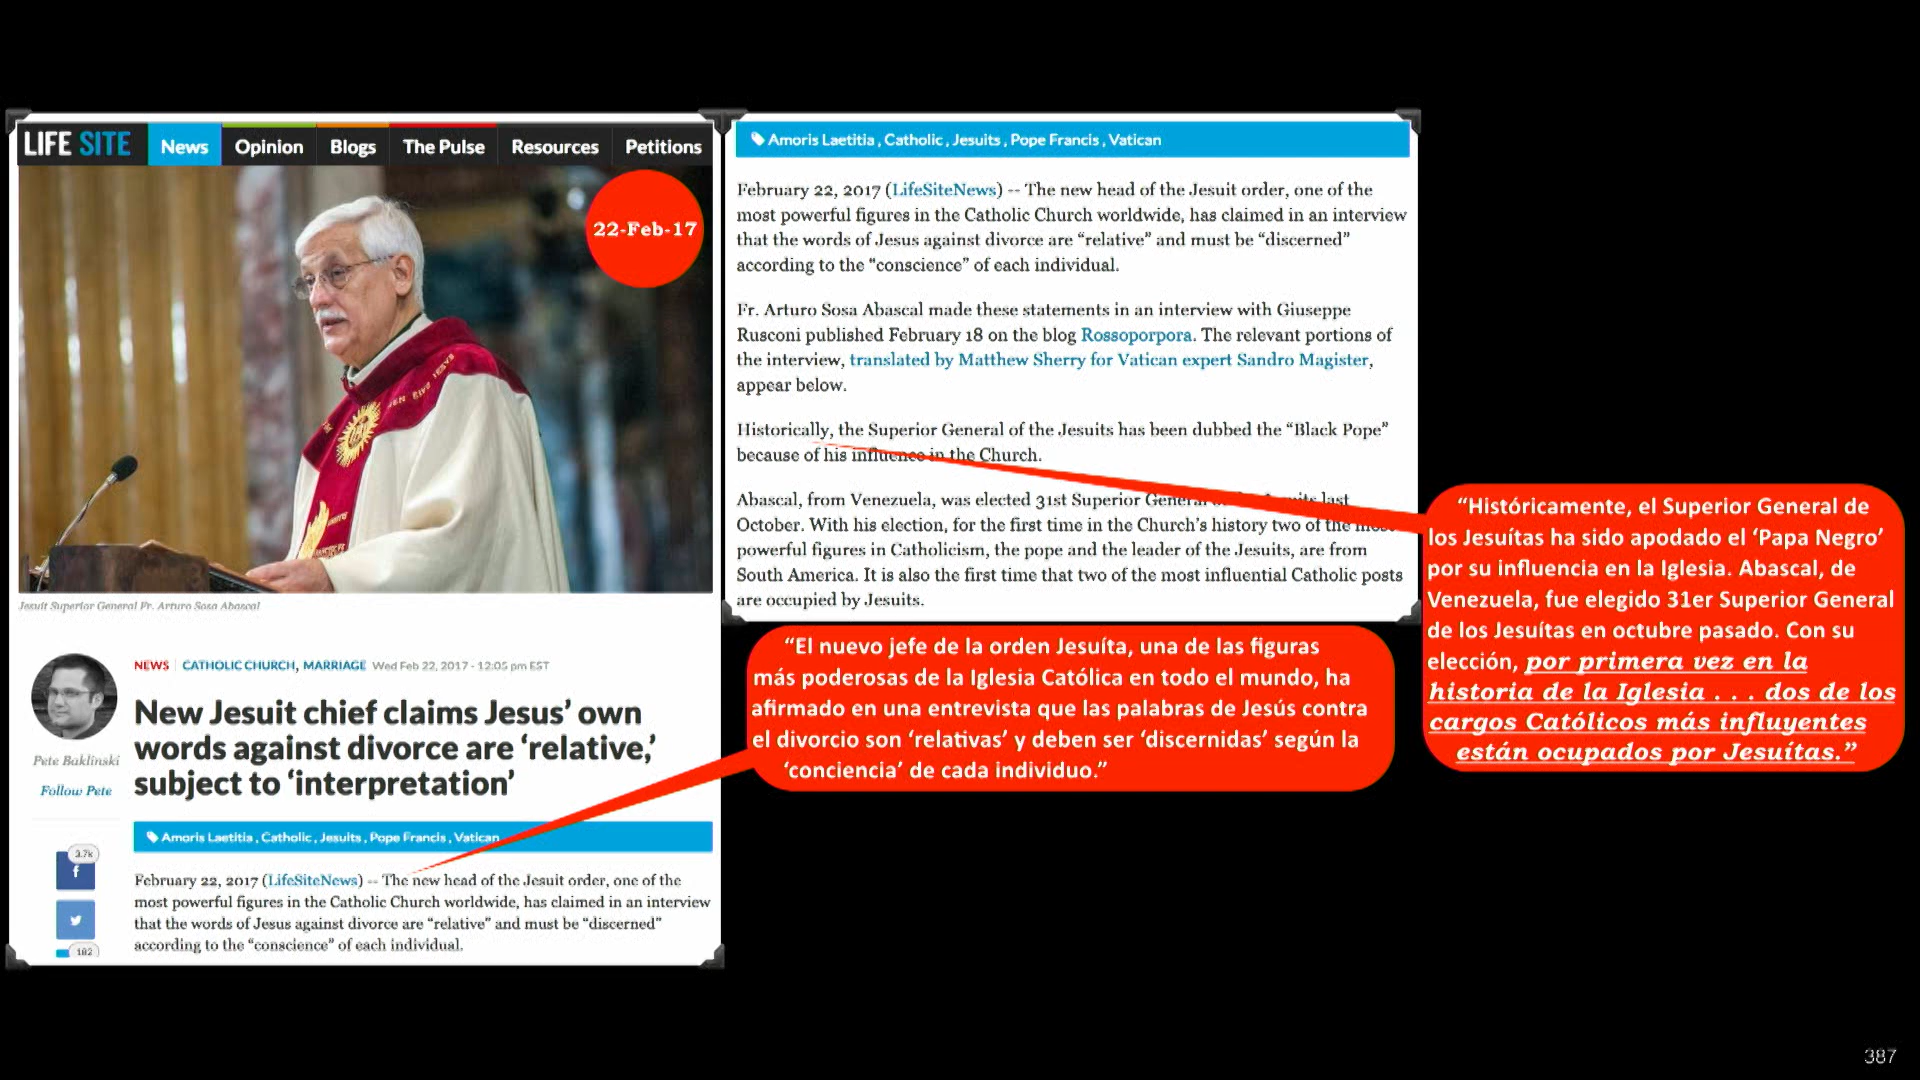 LIFE SITE News Opinion Blogs The Pulse Resources Petitions
22-Feb-17
Jesuit Superior General Fr. Arturo Sosa Abascal
NEWS | CATHOLIC CHURCH, MARRIAGE Wed Feb 22, 2017 - 12:05 pm EST
New Jesuit chief claims Jesus’ own
words against divorce are ‘relative,’
subject to ‘interpretation’
Pete Baklinski
Follow Pete
Amoris Laetitia , Catholic , Jesuits , Pope Francis , Vatican
3.7k
182
February 22, 2017 (LifeSiteNews) -- The new head of the Jesuit order, one of the
most powerful figures in the Catholic Church worldwide, has claimed in an interview
that the words of Jesus against divorce are “relative” and must be “discerned”
according to the “conscience” of each individual.
Amoris Laetitia , Catholic , Jesuits , Pope Francis , Vatican
February 22, 2017 (LifeSiteNews) -- The new head of the Jesuit order, one of the
most powerful figures in the Catholic Church worldwide, has claimed in an interview
that the words of Jesus against divorce are “relative” and must be “discerned”
according to the “conscience” of each individual.
Fr. Arturo Sosa Abascal made these statements in an interview with Giuseppe
Rusconi published February 18 on the blog Rossoporpora. The relevant portions of
the interview, translated by Matthew Sherry for Vatican expert Sandro Magister,
appear below.
Historically, the Superior General of the Jesuits has been dubbed the “Black Pope”
because of his influence in the Church.
Abascal, from Venezuela, was elected 31st Superior General last
October. With his election, for the first time in the Church’s history two of the most
powerful figures in Catholicism, the pope and the leader of the Jesuits, are from
South America. It is also the first time that two of the most influential Catholic posts
are occupied by Jesuits.
“El nuevo jefe de la orden Jesuíta, una de las figuras
más poderosas de la Iglesia Católica en todo el mundo, ha
afirmado en una entrevista que las palabras de Jesús contra
el divorcio son ‘relativas’ y deben ser ‘discernidas’ según la
‘conciencia’ de cada individuo.”
“Históricamente, el Superior General de
los Jesuítas ha sido apodado el ‘Papa Negro’
por su influencia en la Iglesia. Abascal, de
Venezuela, fue elegido 31er Superior General
de los Jesuítas en octubre pasado. Con su
elección, por primera vez en la
historia de la Iglesia . . . dos de los
cargos Católicos más influyentes
están ocupados por Jesuítas.”
387